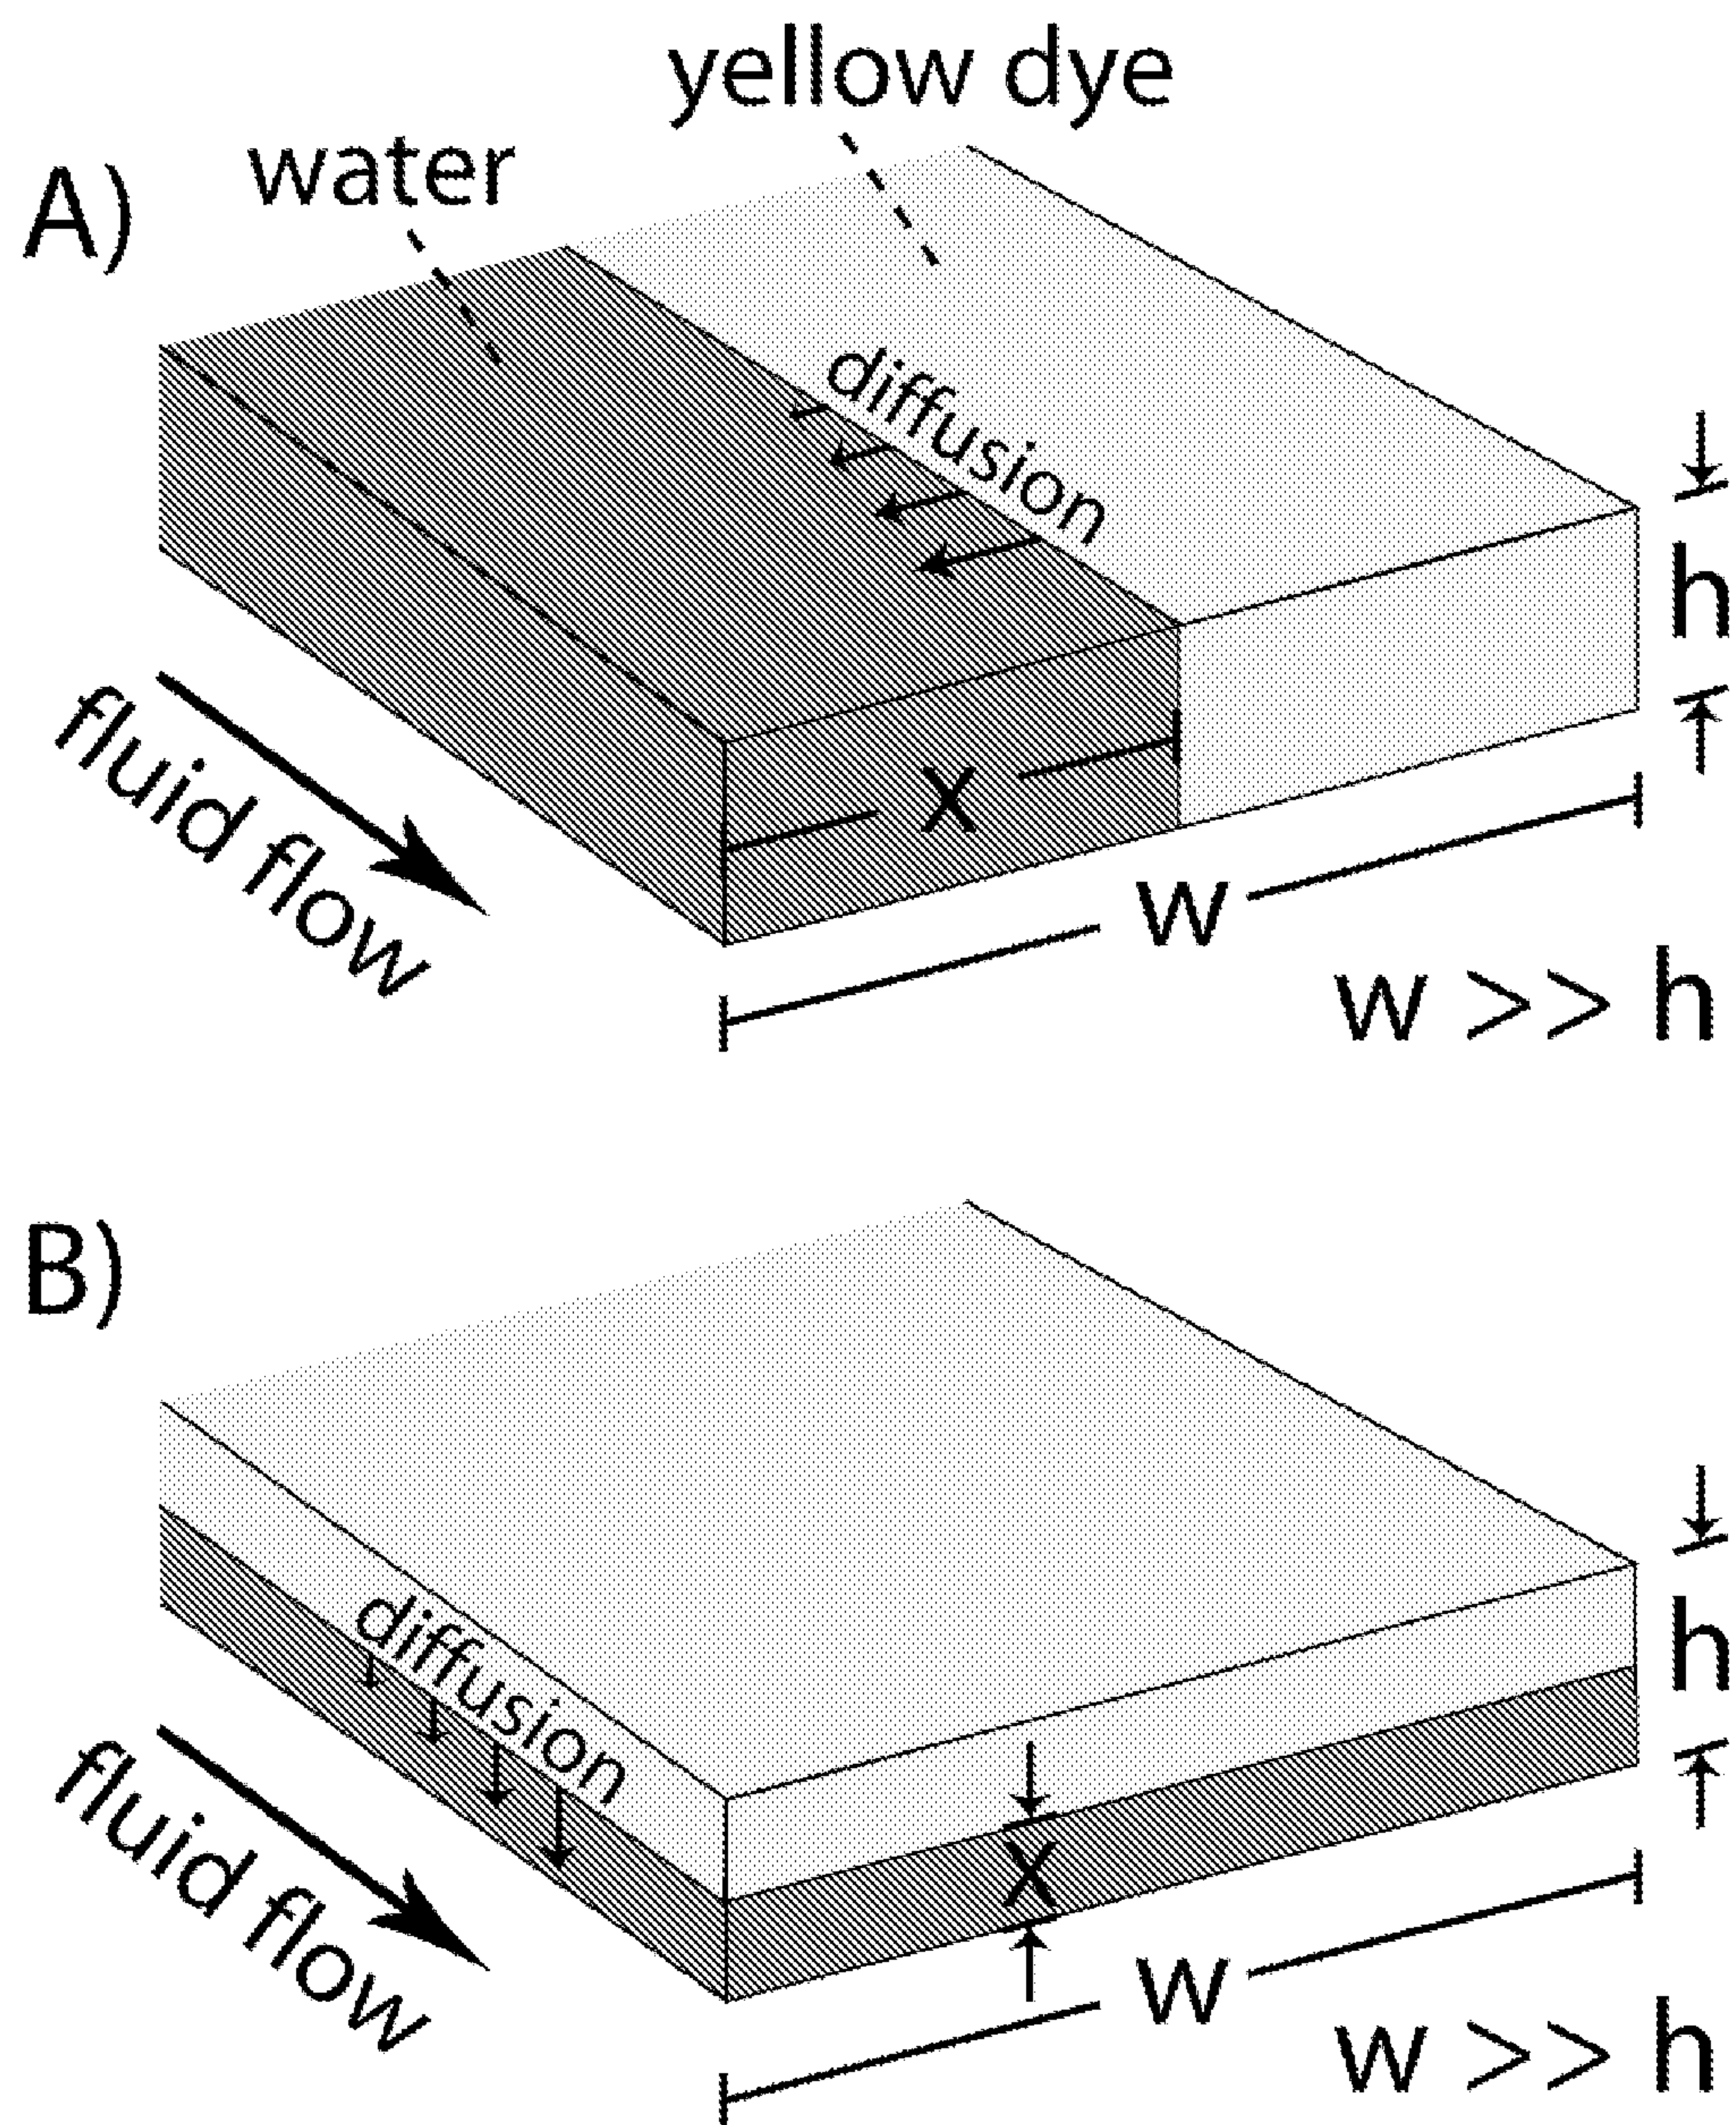 yellow dye
water
A)
diffusion
h
x
fluid flow
w
w >> h
B)
diffusion
h
x
fluid flow
w
w >> h